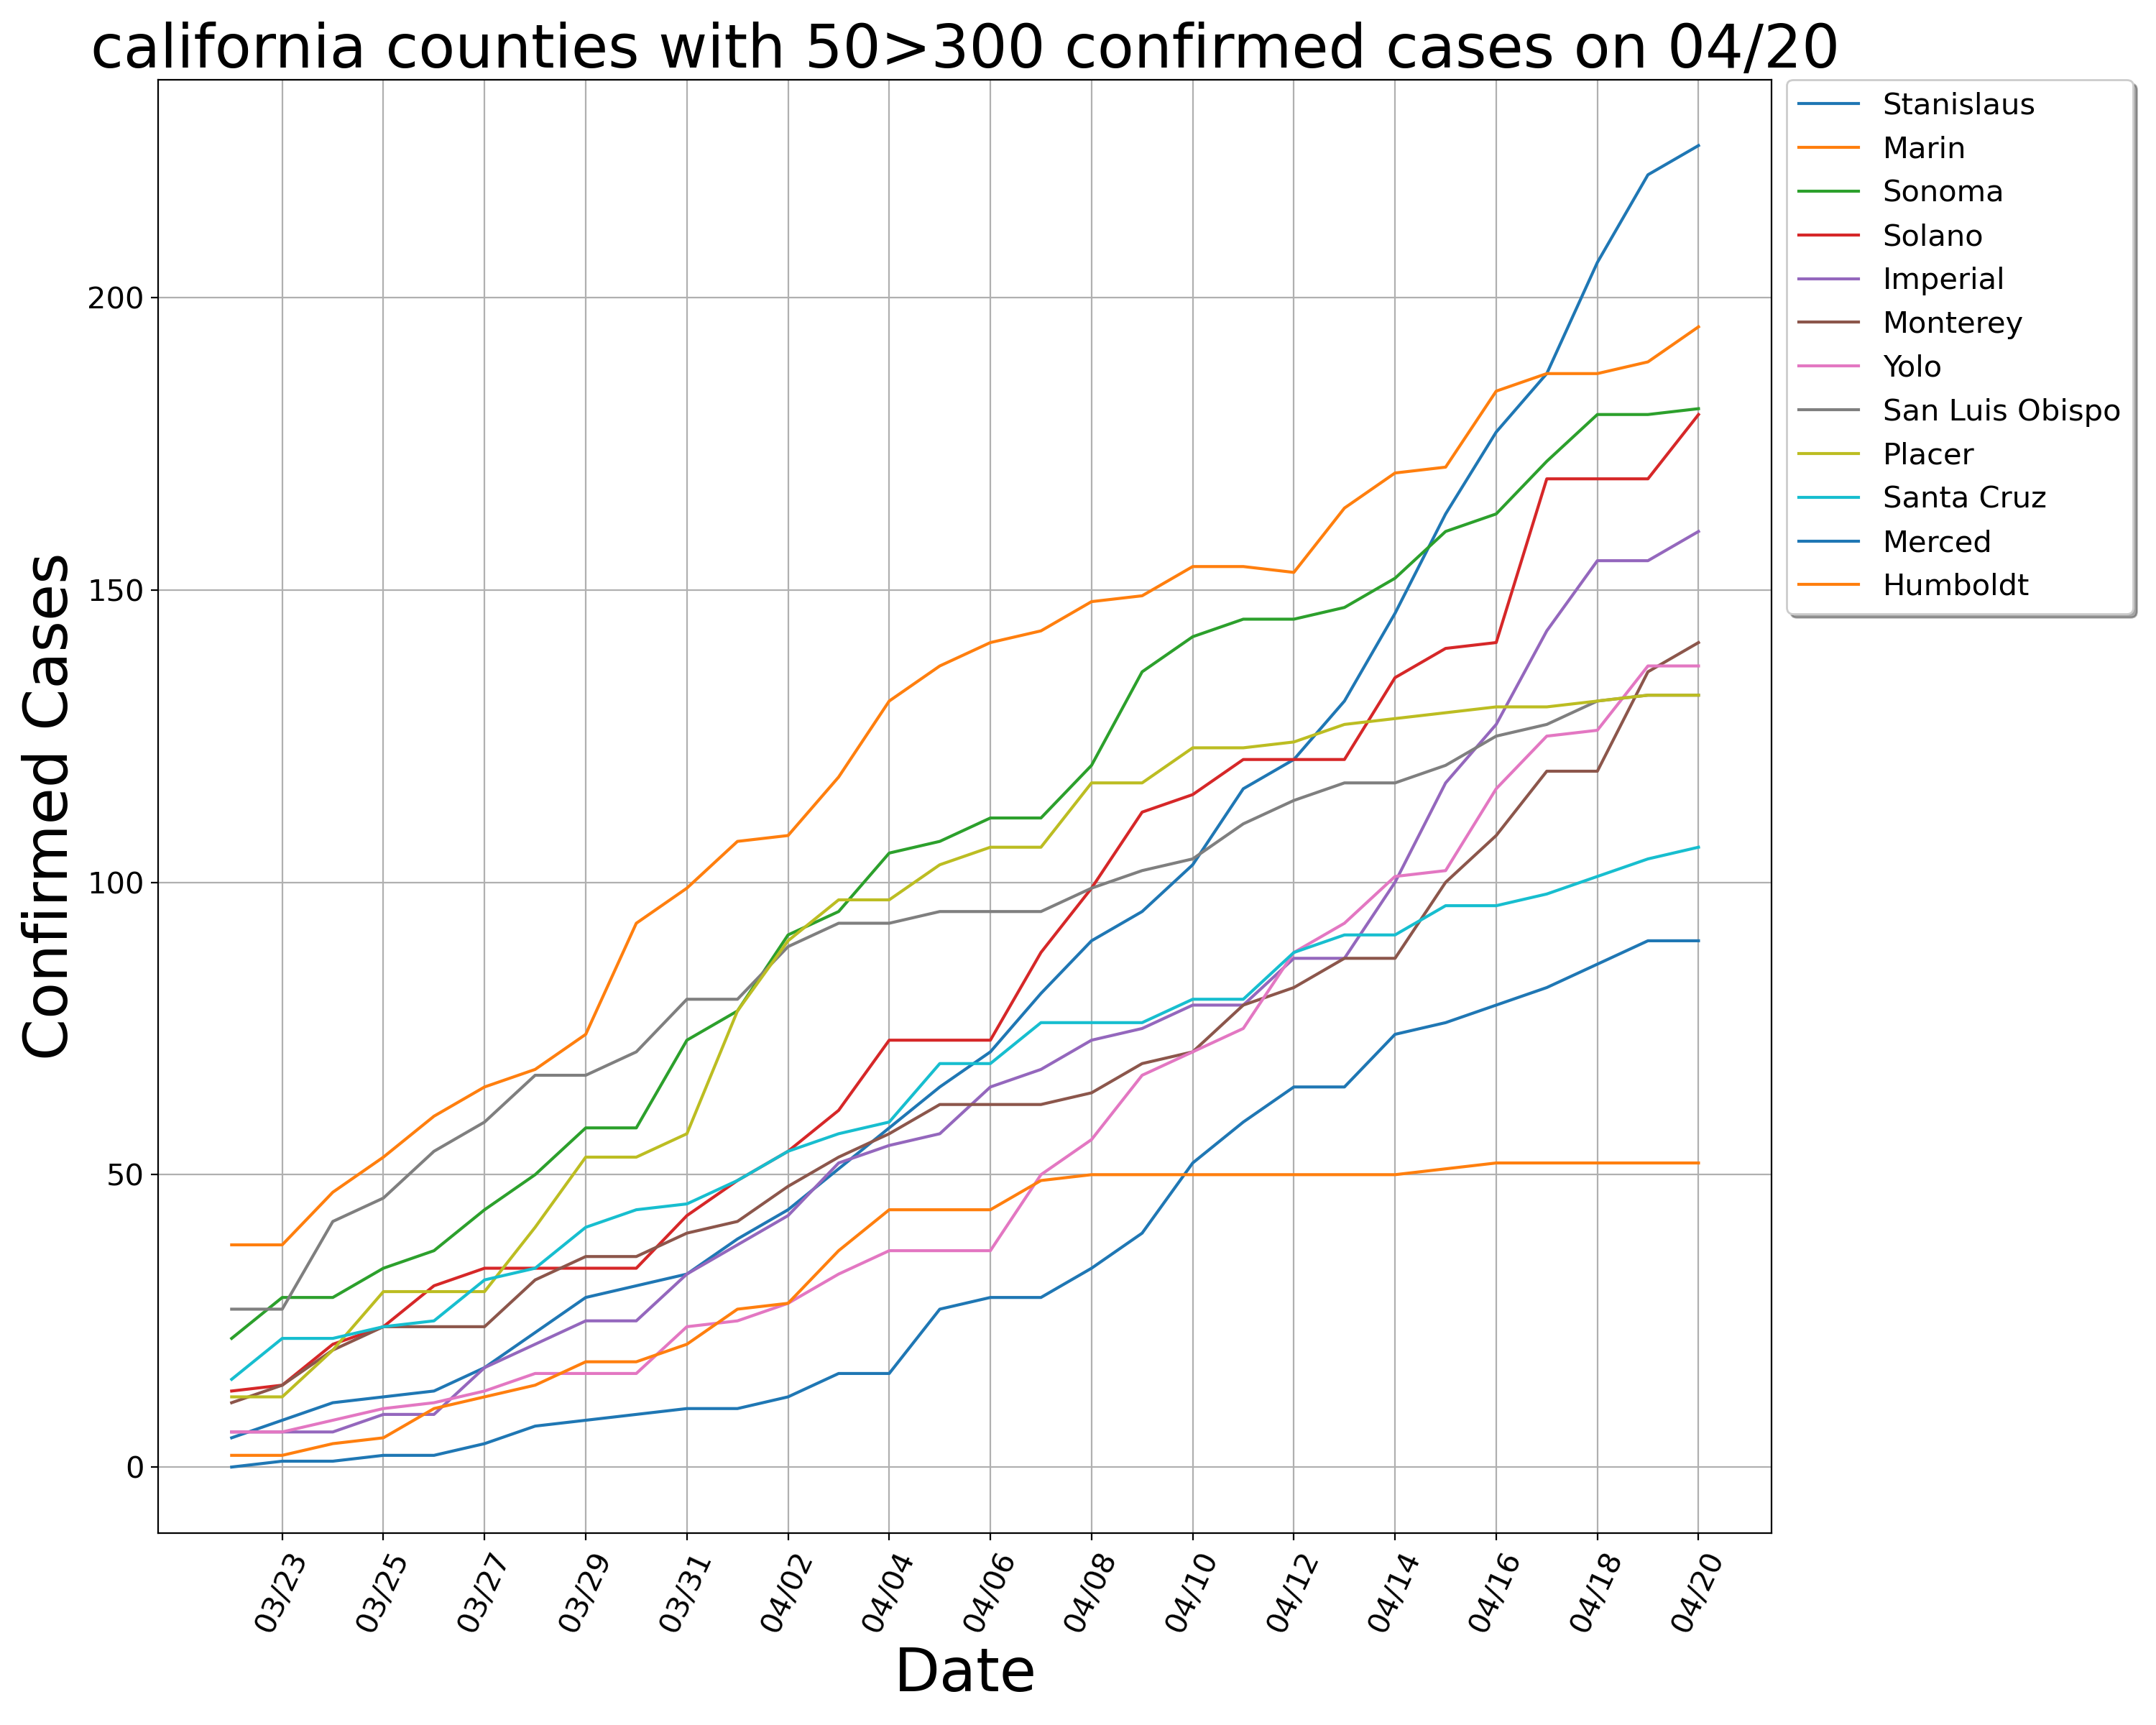 california counties with 50>300 confirmed cases on 04/20
Stanislaus
Marin
Sonoma
Solano
Imperial
Monterey
Yolo
San Luis Obispo
Placer
Santa Cruz
Merced
Humboldt
Confirmed Cases
200
150
100
50
0
03/23
03/25
03/27
03/29
03/31
04/02
04/04
04/06
04/08
04/10
04/12
04/14
04/16
04/18
04/20
Date